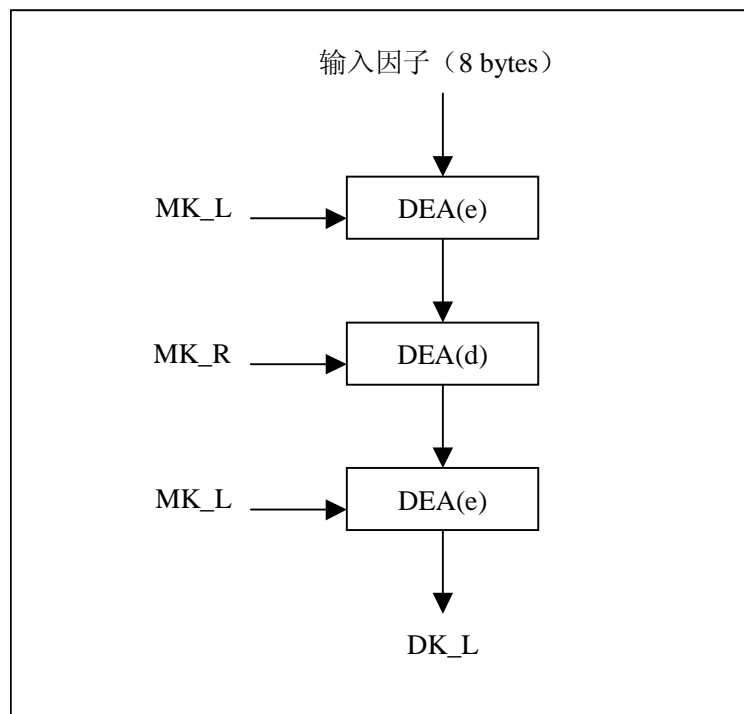 输入因子（8 bytes）
MK_L
DEA(e)
MK_R
DEA(d)
MK_L
DEA(e)
DK_L